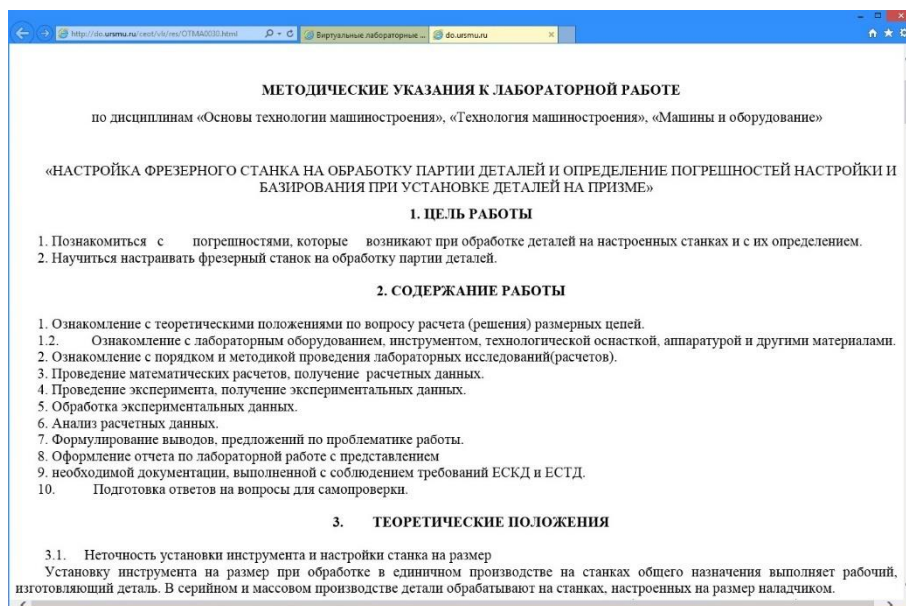 http://do.ursmu.ru/ceot/vlr/res/OTMA0010.html
Виртуальные лабораторные ...
do.ursmu.ru
МЕТОДИЧЕСКИЕ УКАЗАНИЯ К ЛАБОРАТОРНОЙ РАБОТЕ
по дисциплинам «Основы технологии машиностроения», «Технология машиностроения», «Машины и оборудование»
«НАСТРОЙКА ФРЕЗЕРНОГО СТАНКА НА ОБРАБОТКУ ПАРТИИ ДЕТАЛЕЙ И ОПРЕДЕЛЕНИЕ ПОГРЕШНОСТЕЙ НАСТРОЙКИ И
БАЗИРОВАНИЯ ПРИ УСТАНОВКЕ ДЕТАЛЕЙ НА ПРИЗМЕ»
1. ЦЕЛЬ РАБОТЫ
1. Познакомиться с погрешностями, которые возникают при обработке деталей на настроенных станках и с их определением.
2. Научиться настраивать фрезерный станок на обработку партии деталей.
2. СОДЕРЖАНИЕ РАБОТЫ
1. Ознакомление с теоретическими положениями по вопросу расчета (решения) размерных цепей.
1.2. Ознакомление с лабораторным оборудованием, инструментом, технологической оснасткой, аппаратурой и другими материалами.
2. Ознакомление с порядком и методикой проведения лабораторных исследований(расчетов).
3. Проведение математических расчетов, получение расчетных данных.
4. Проведение эксперимента, получение экспериментальных данных.
5. Обработка экспериментальных данных.
6. Анализ расчетных данных.
7. Формулирование выводов, предложений по проблематике работы.
8. Оформление отчета по лабораторной работе с представлением
9. необходимой документации, выполненной с соблюдением требований ЕСКД и ЕСТД.
10. Подготовка ответов на вопросы для самопроверки.
3. ТЕОРЕТИЧЕСКИЕ ПОЛОЖЕНИЯ
3.1. Неточность установки инструмента и настройки станка на размер
Установку инструмента на размер при обработке в единичном производстве на станках общего назначения выполняет рабочий,
изготовляющий деталь. В серийном и массовом производстве детали обрабатывают на станках, настроенных на размер наладчиком.